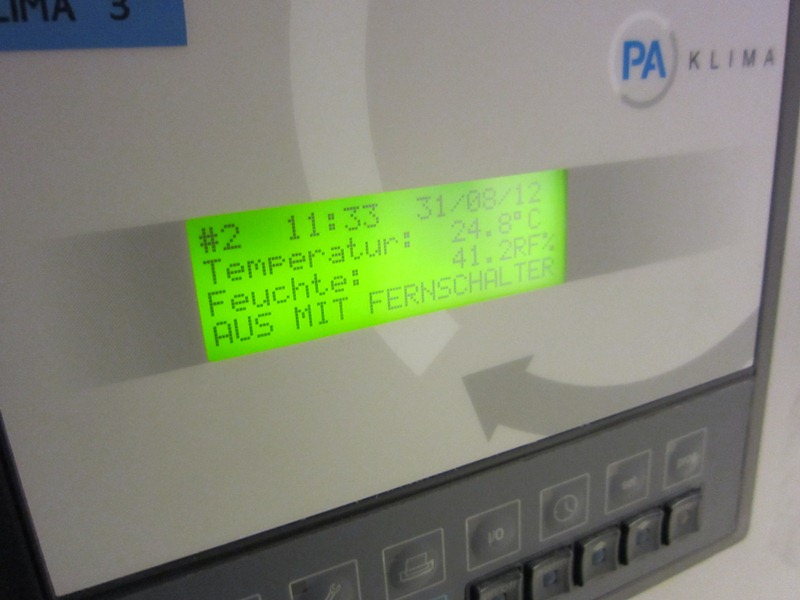 LIMA 3
PA KLIMA
#2 11:33 31/08/12
Temperatur: 24.8°C
Feuchte: 41.2RF%
AUS MIT FERNSCHALTER
I/O